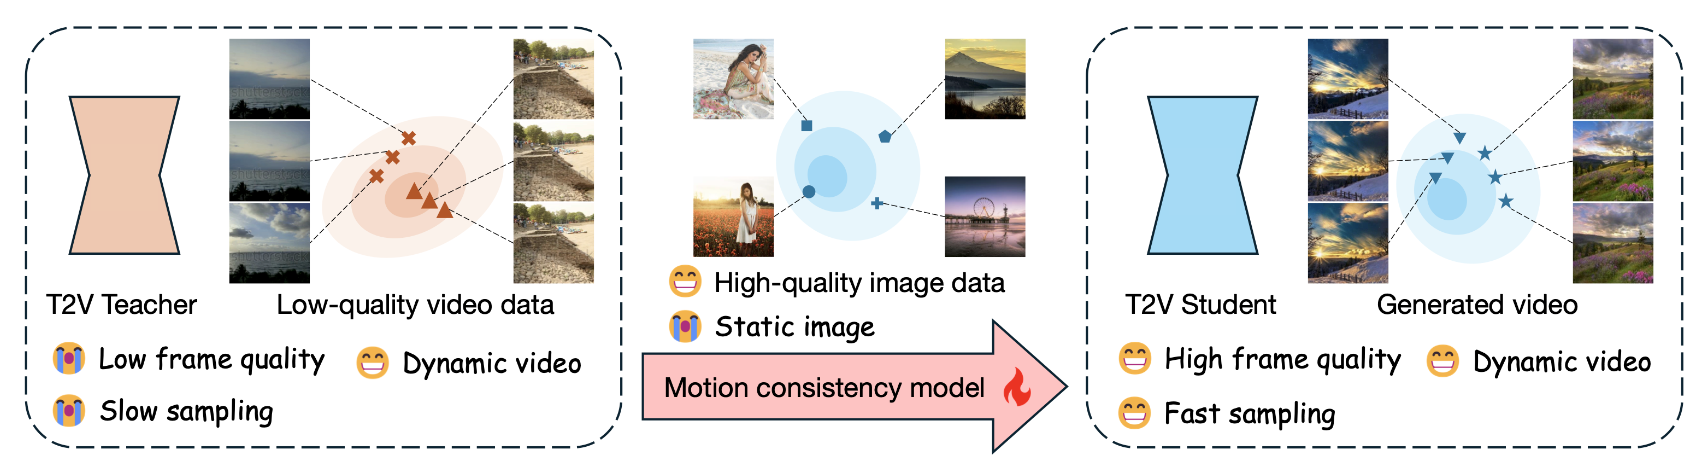 T2V Teacher
Low-quality video data
Low frame quality
Dynamic video
Slow sampling
High-quality image data
Static image
Motion consistency model
T2V Student
Generated video
High frame quality
Dynamic video
Fast sampling